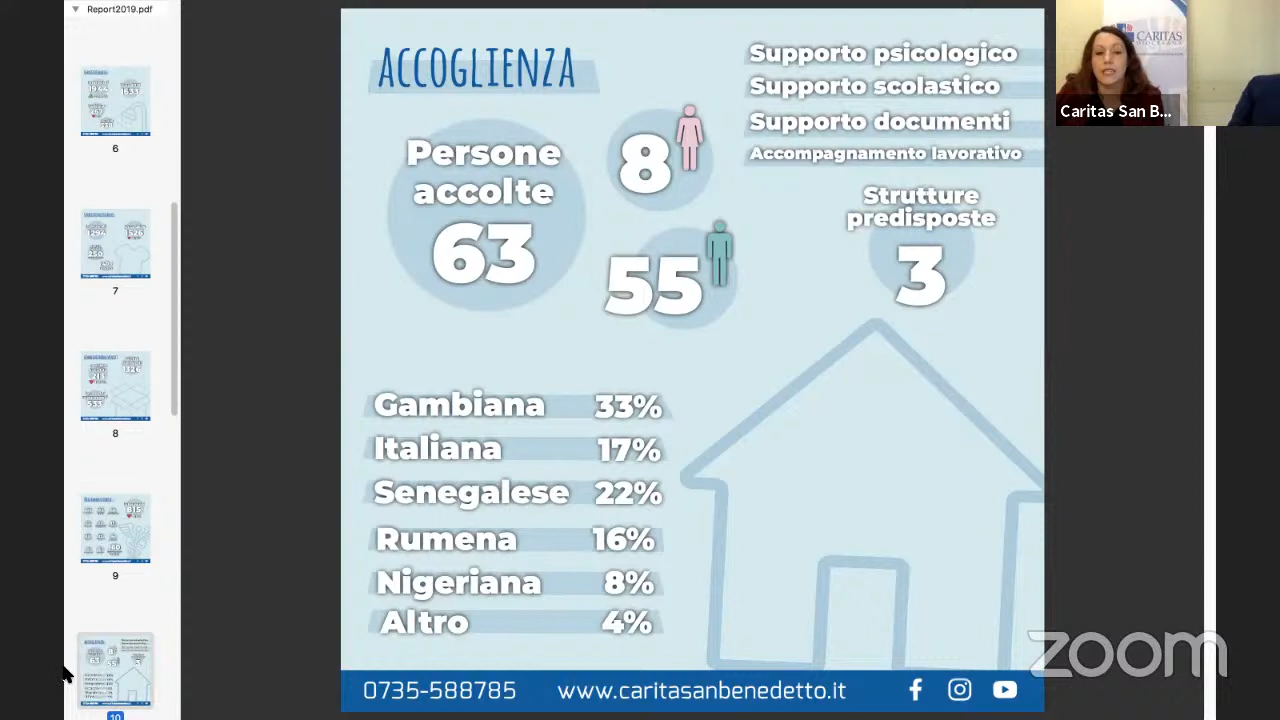 Report2019.pdf
6
7
8
9
10
ACCOGLIENZA
Persone
accolte
63
8
55
Supporto psicologico
Supporto scolastico
Supporto documenti
Accompagnamento lavorativo
Strutture
predisposte
3
Gambiana 33%
Italiana 17%
Senegalese 22%
Rumena 16%
Nigeriana 8%
Altro 4%
0735-588785 www.caritasanbenedetto.it
CARITAS
Caritas San B...
zoom